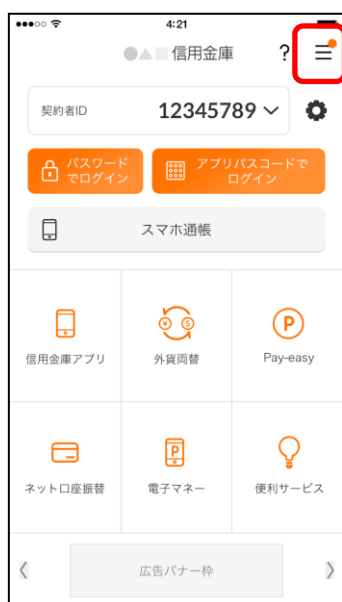 4:21
●▲■信用金庫 ?
契約者ID 12345789
パスワード
でログイン
アプリパスコードで
ログイン
スマホ通帳
¥ $ P
信用金庫アプリ 外貨両替 Pay-easy
P
ネット口座振替 電子マネー 便利サービス
広告バナー枠